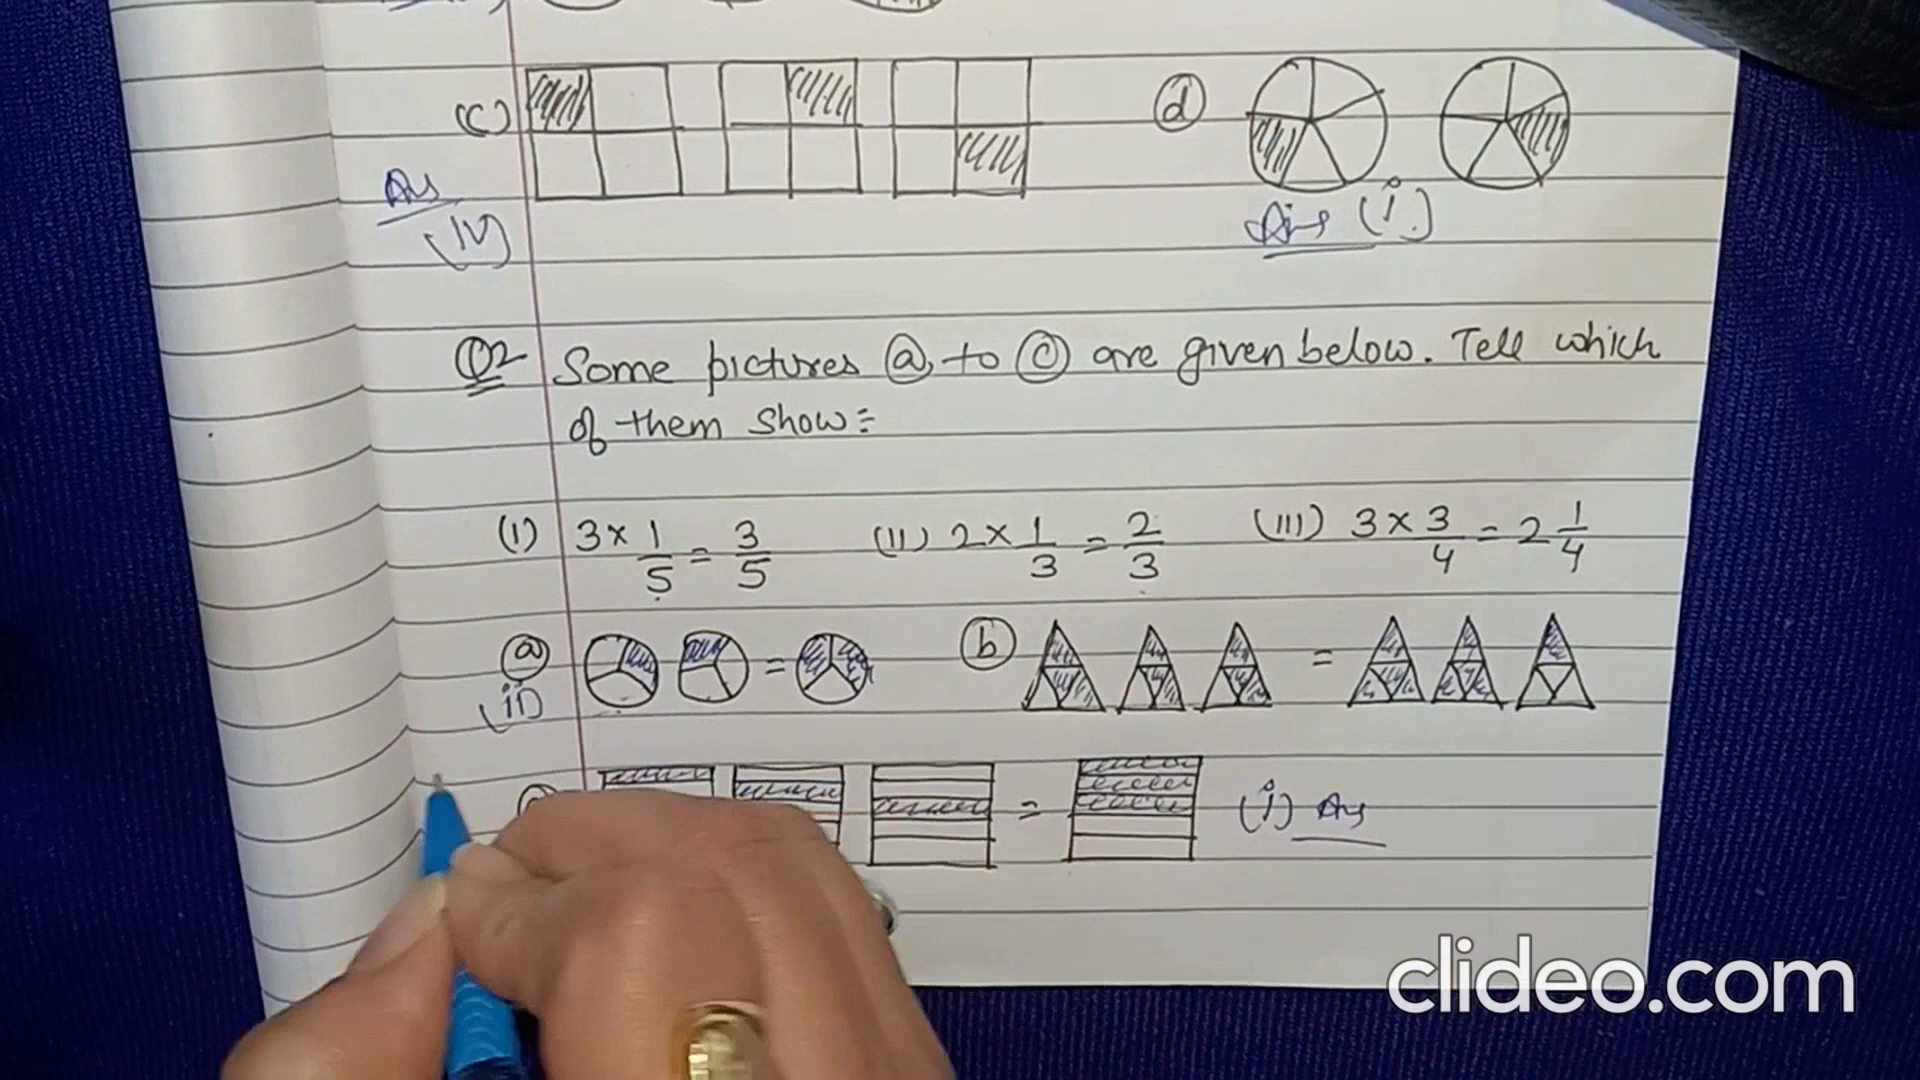 (c)
(d)
Ans
(iv)
Ans (i)
Q2 Some pictures (a) to (c) are given below. Tell which
of them show:
(I) 3 × 1/5 = 3/5 (II) 2 × 1/3 = 2/3 (III) 3 × 3/4 = 2 1/4
(a) = (b) =
(ii)
= (i) Ans
clideo.com